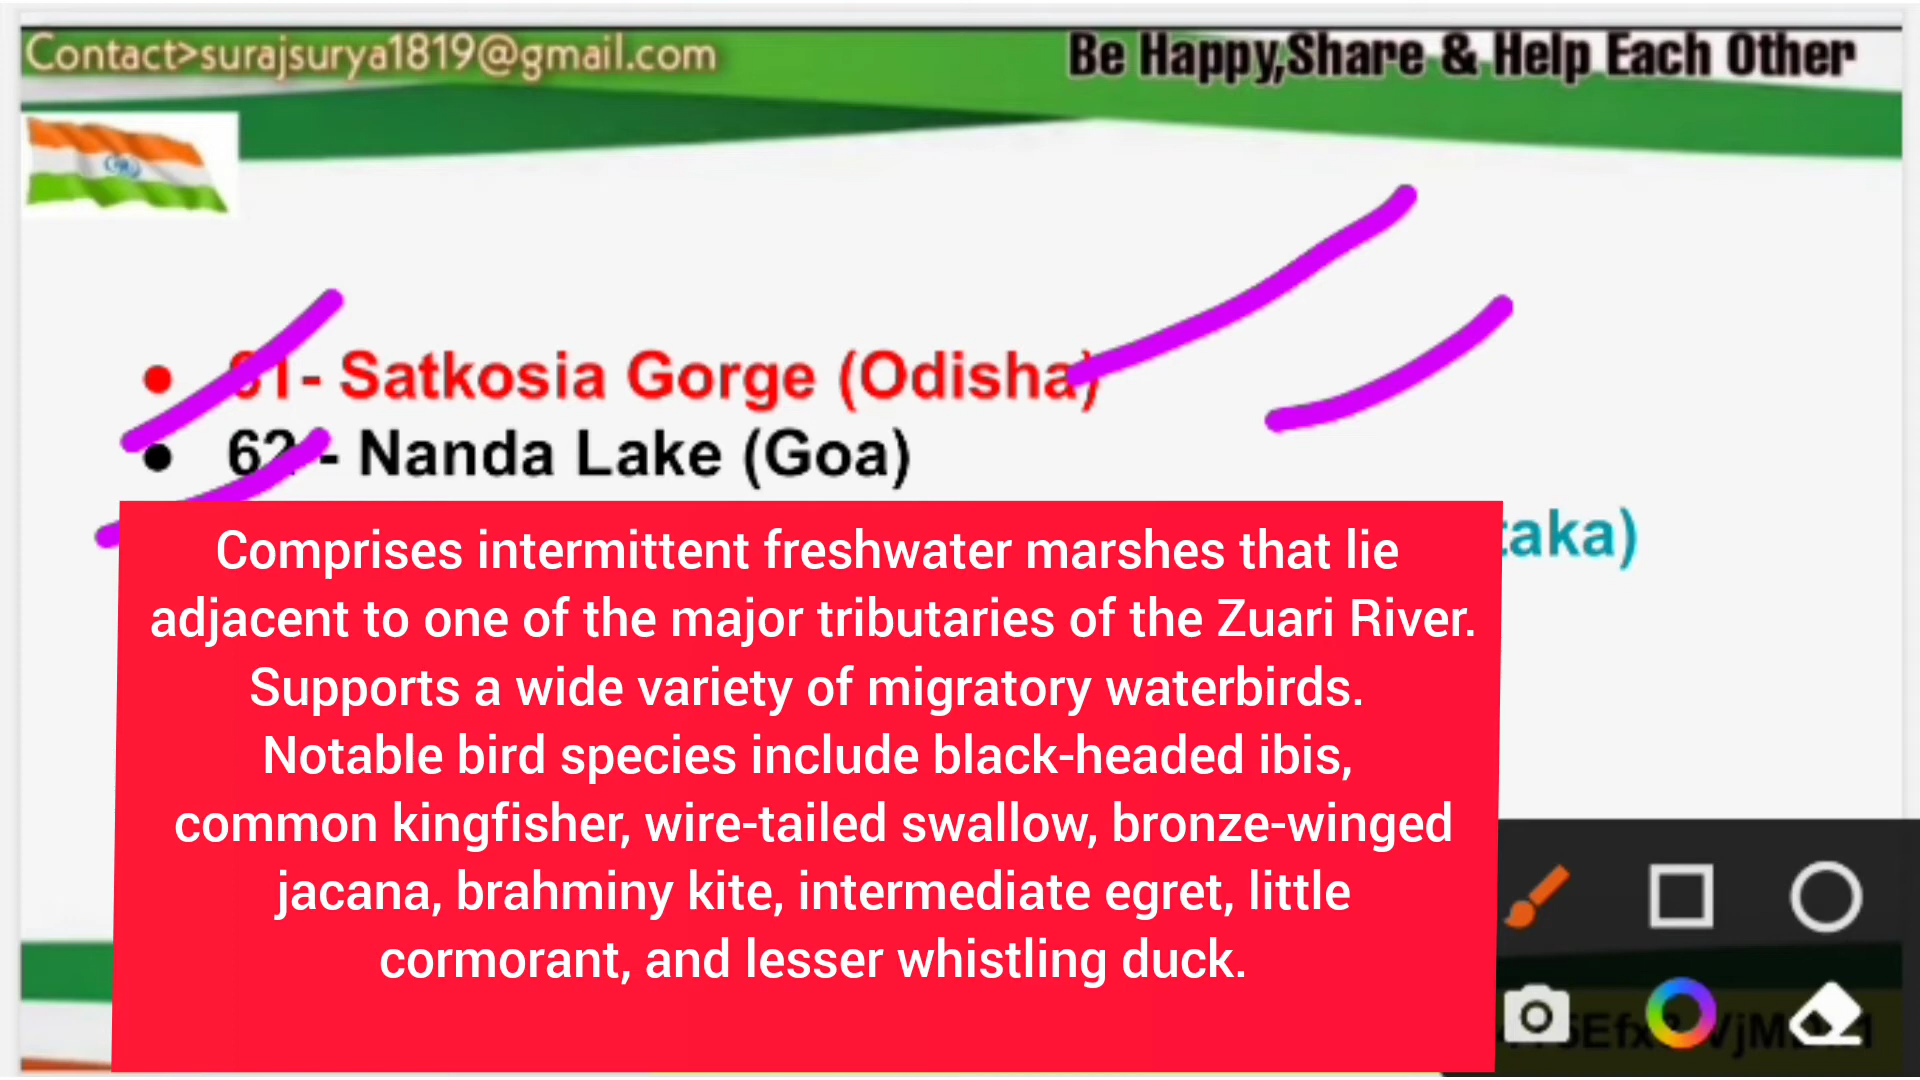 Contact>surajsurya1819@gmail.com
Be Happy,Share & Help Each Other
61- Satkosia Gorge (Odisha)
62 - Nanda Lake (Goa)
taka)
Comprises intermittent freshwater marshes that lie
adjacent to one of the major tributaries of the Zuari River.
Supports a wide variety of migratory waterbirds.
Notable bird species include black-headed ibis,
common kingfisher, wire-tailed swallow, bronze-winged
jacana, brahminy kite, intermediate egret, little
cormorant, and lesser whistling duck.